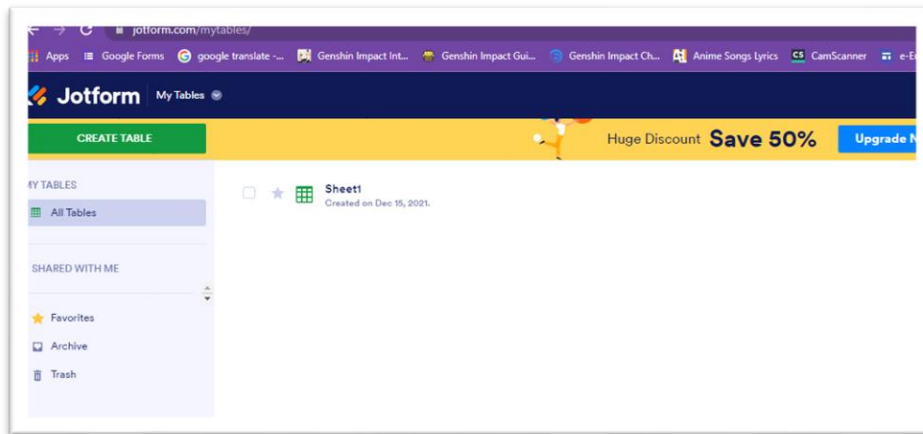 jotform.com/mytables/
Apps Google Forms google translate -... Genshin Impact Int... Genshin Impact Gui... Genshin Impact Ch... Anime Songs Lyrics CS CamScanner
Jotform My Tables
CREATE TABLE
Huge Discount Save 50% Upgrade
MY TABLES
All Tables
Sheet1
Created on Dec 15, 2021.
SHARED WITH ME
Favorites
Archive
Trash